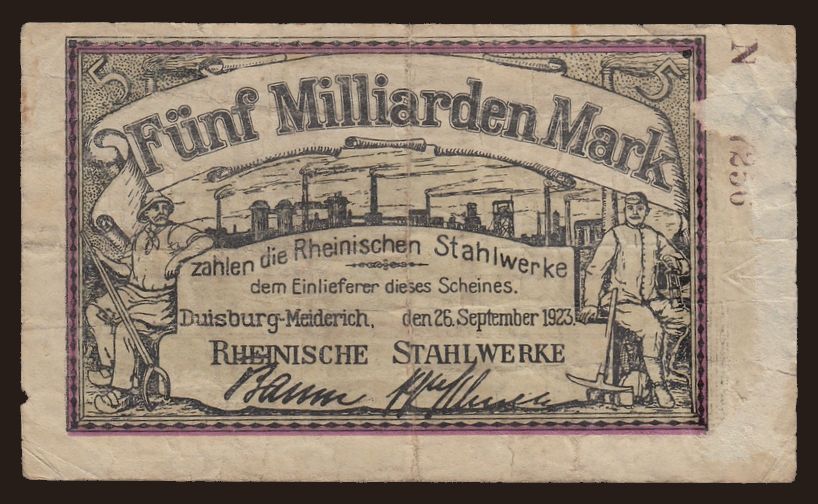 5 5
Fünf Milliarden Mark
zahlen die Rheinischen Stahlwerke
dem Einlieferer dieses Scheines.
Duisburg-Meiderich, den 26. September 1923.
RHEINISCHE STAHLWERKE
N